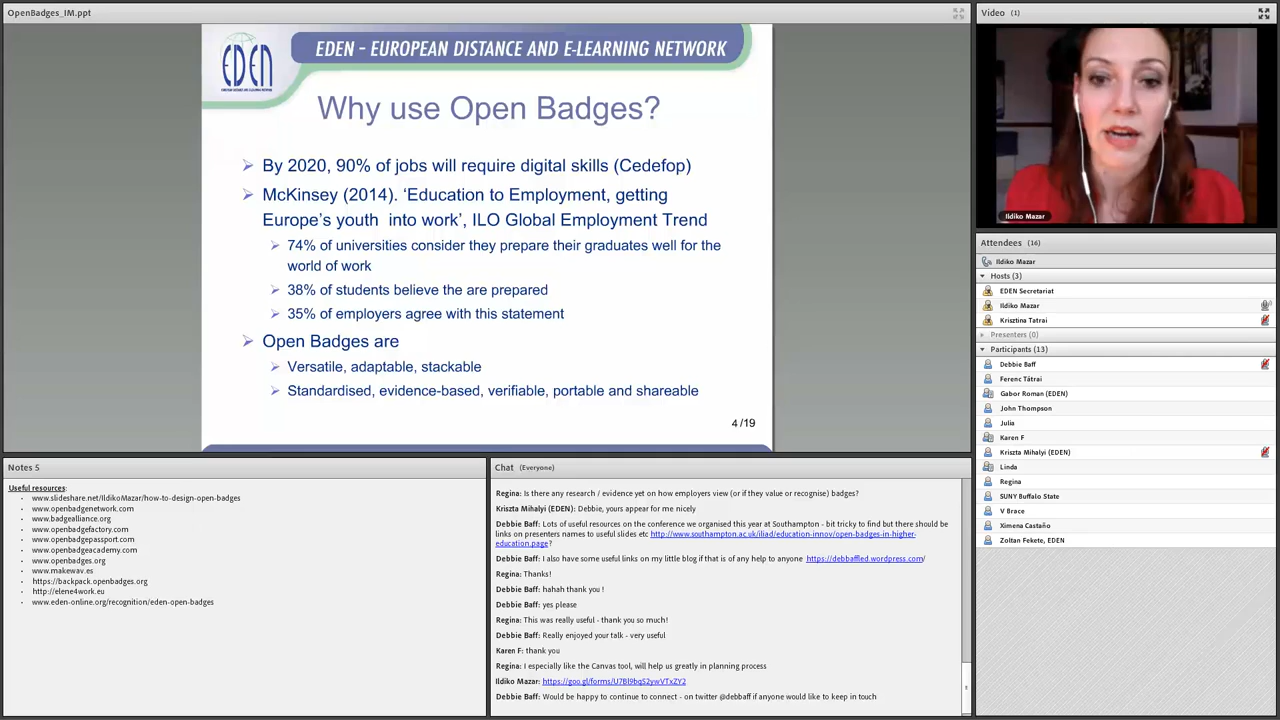 OpenBadges_IM.ppt
EDEN
EDEN - EUROPEAN DISTANCE AND E-LEARNING NETWORK
Why use Open Badges?
By 2020, 90% of jobs will require digital skills (Cedefop)
McKinsey (2014). ‘Education to Employment, getting
Europe’s youth into work’, ILO Global Employment Trend
74% of universities consider they prepare their graduates well for the
world of work
38% of students believe the are prepared
35% of employers agree with this statement
Open Badges are
Versatile, adaptable, stackable
Standardised, evidence-based, verifiable, portable and shareable
4 /19
Video (1)
Ildiko Mazar
Attendees (16)
Ildiko Mazar
Hosts (3)
EDEN Secretariat
Ildiko Mazar
Krisztina Tatrai
Presenters (0)
Participants (13)
Debbie Baff
Ferenc Tátrai
Gabor Roman (EDEN)
John Thompson
Julia
Karen F
Kriszta Mihalyi (EDEN)
Linda
Regina
SUNY Buffalo State
V Brace
Ximena Castaño
Zoltan Fekete, EDEN
Notes 5
Useful resources:
www.slideshare.net/IldikoMazar/how-to-design-open-badges
www.openbadgenetwork.com
www.badgealliance.org
www.openbadgefactory.com
www.openbadgepassport.com
www.openbadgeacademy.com
www.openbadges.org
www.makewav.es
https://backpack.openbadges.org
http://elene4work.eu
www.eden-online.org/recognition/eden-open-badges
Chat (Everyone)
Regina: Is there any research / evidence yet on how employers view (or if they value or recognise) badges?
Kriszta Mihalyi (EDEN): Debbie, yours appear for me nicely
Debbie Baff: Lots of useful resources on the conference we organised this year at Southampton - bit tricky to find but there should be
links on presenters names to useful slides etc http://www.southampton.ac.uk/iliad/education-innov/open-badges-in-higher-
education.page?
Debbie Baff: I also have some useful links on my little blog if that is of any help to anyone https://debbaffled.wordpress.com/
Regina: Thanks!
Debbie Baff: hahah thank you !
Debbie Baff: yes please
Regina: This was really useful - thank you so much!
Debbie Baff: Really enjoyed your talk - very useful
Karen F: thank you
Regina: I especially like the Canvas tool, will help us greatly in planning process
Ildiko Mazar: https://goo.gl/forms/U7Bl9bqS2ywVTxZY2
Debbie Baff: Would be happy to continue to connect - on twitter @debbaff if anyone would like to keep in touch